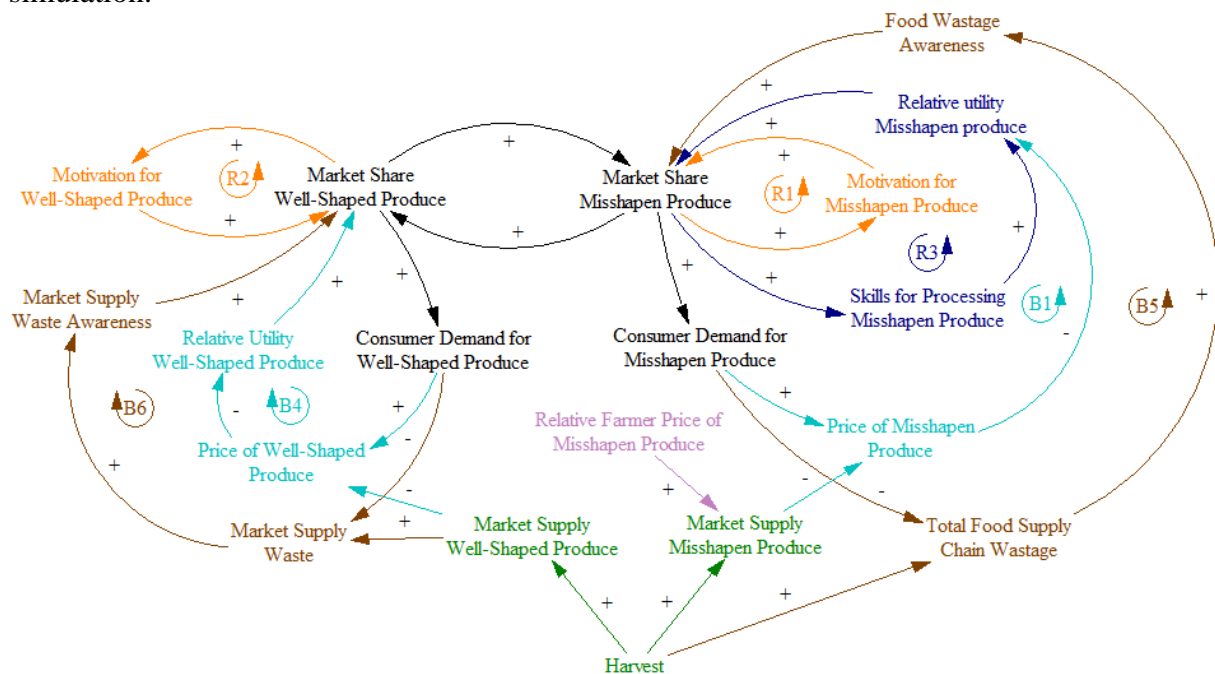 simulation.
Food Wastage
Awareness
+
Relative utility
Misshapen produce
+
+
+
+
Motivation for
Well-Shaped Produce
R2
Market Share
Well-Shaped Produce
Market Share
Misshapen Produce
R1
Motivation for
Misshapen Produce
+
+
+
+
R3
+
+
+
+
+
Market Supply
Waste Awareness
+
Skills for Processing
Misshapen Produce
B1
B5
+
Relative Utility
Well-Shaped Produce
Consumer Demand for
Well-Shaped Produce
Consumer Demand for
Misshapen Produce
-
B6
-
B4
+
-
+
Relative Farmer Price of
Misshapen Produce
Price of Misshapen
Produce
Price of Well-Shaped
Produce
+
-
+
-
-
Market Supply
Waste
+
Market Supply
Well-Shaped Produce
Market Supply
Misshapen Produce
Total Food Supply
Chain Wastage
+
+
+
Harvest